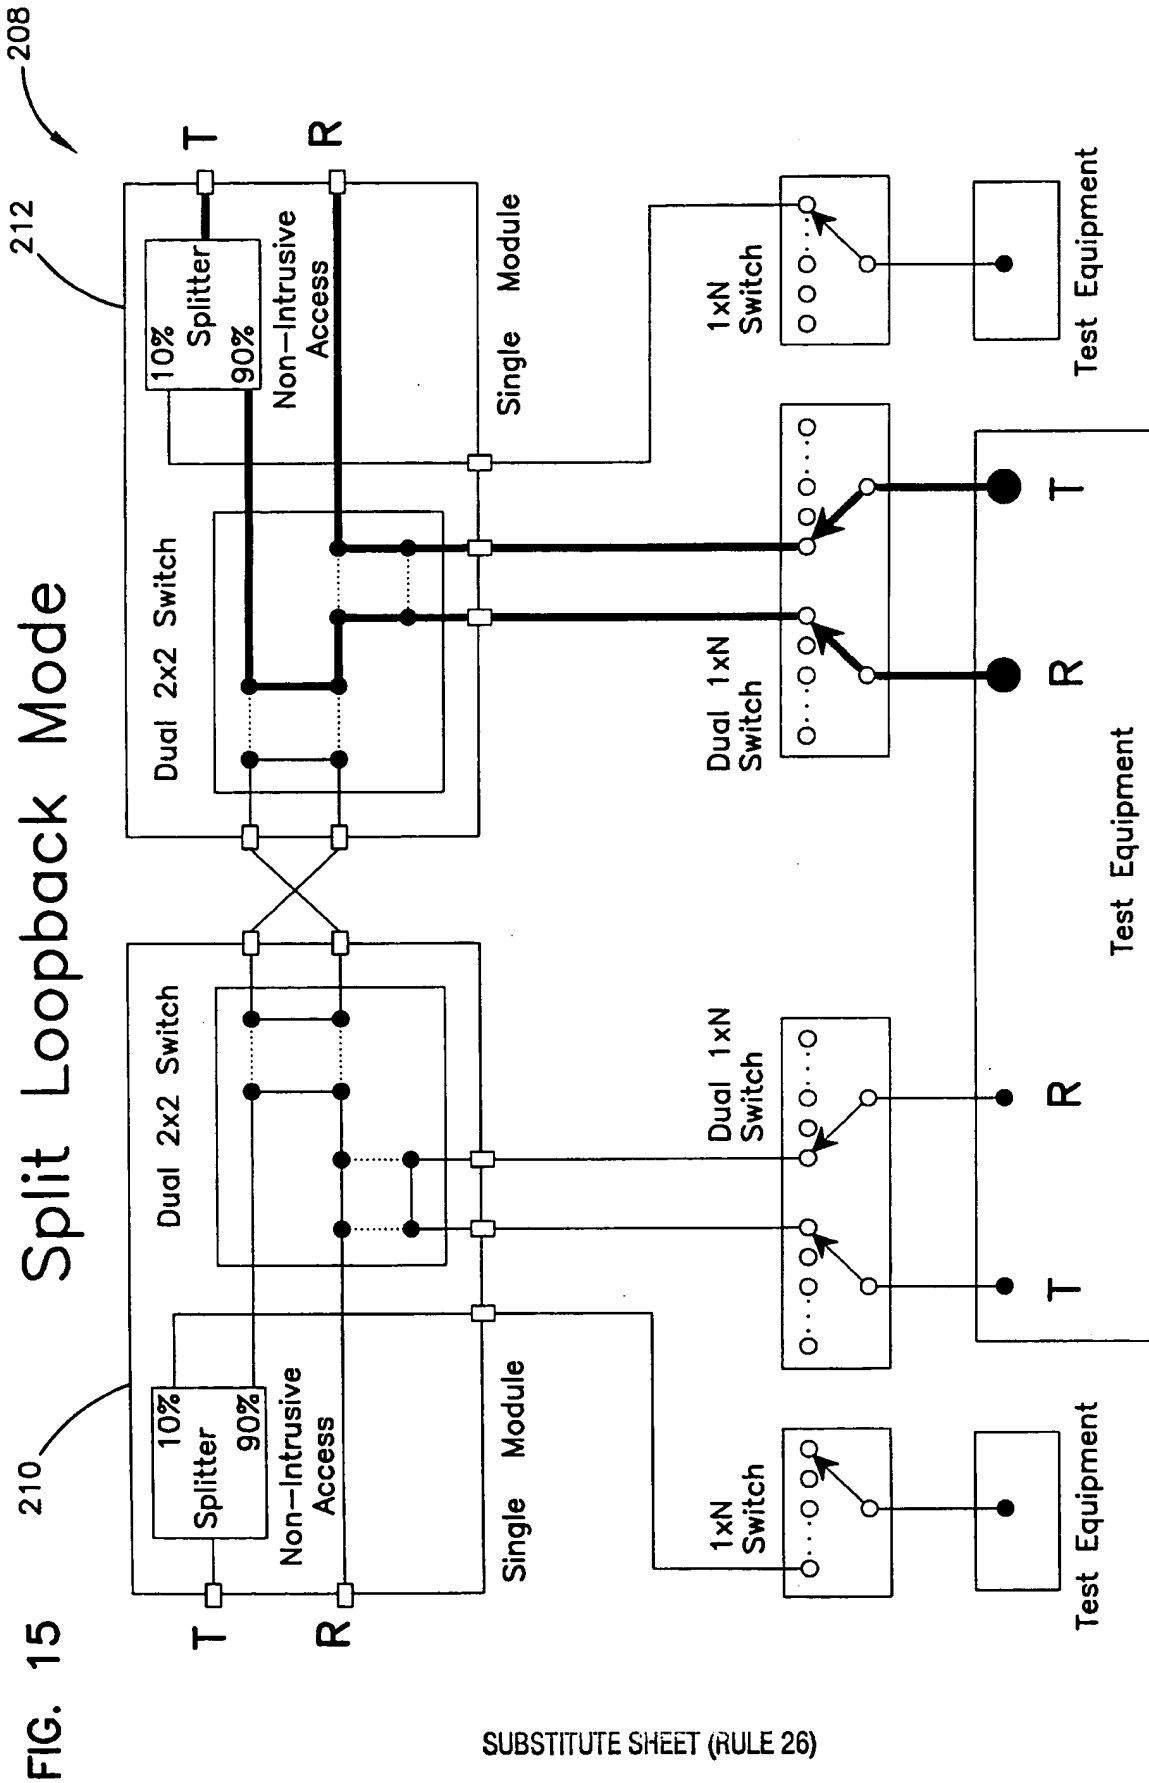 FIG. 15
Split Loopback Mode
208
210
212
T
R
10%
Splitter
90%
Non-Intrusive
Access
Dual 2x2 Switch
Single Module
Dual 2x2 Switch
10%
Splitter
90%
Non-Intrusive
Access
Single Module
T
R
1xN
Switch
Dual 1xN
Switch
Dual 1xN
Switch
1xN
Switch
Test Equipment
T
R
R
T
Test Equipment
Test Equipment
SUBSTITUTE SHEET (RULE 26)